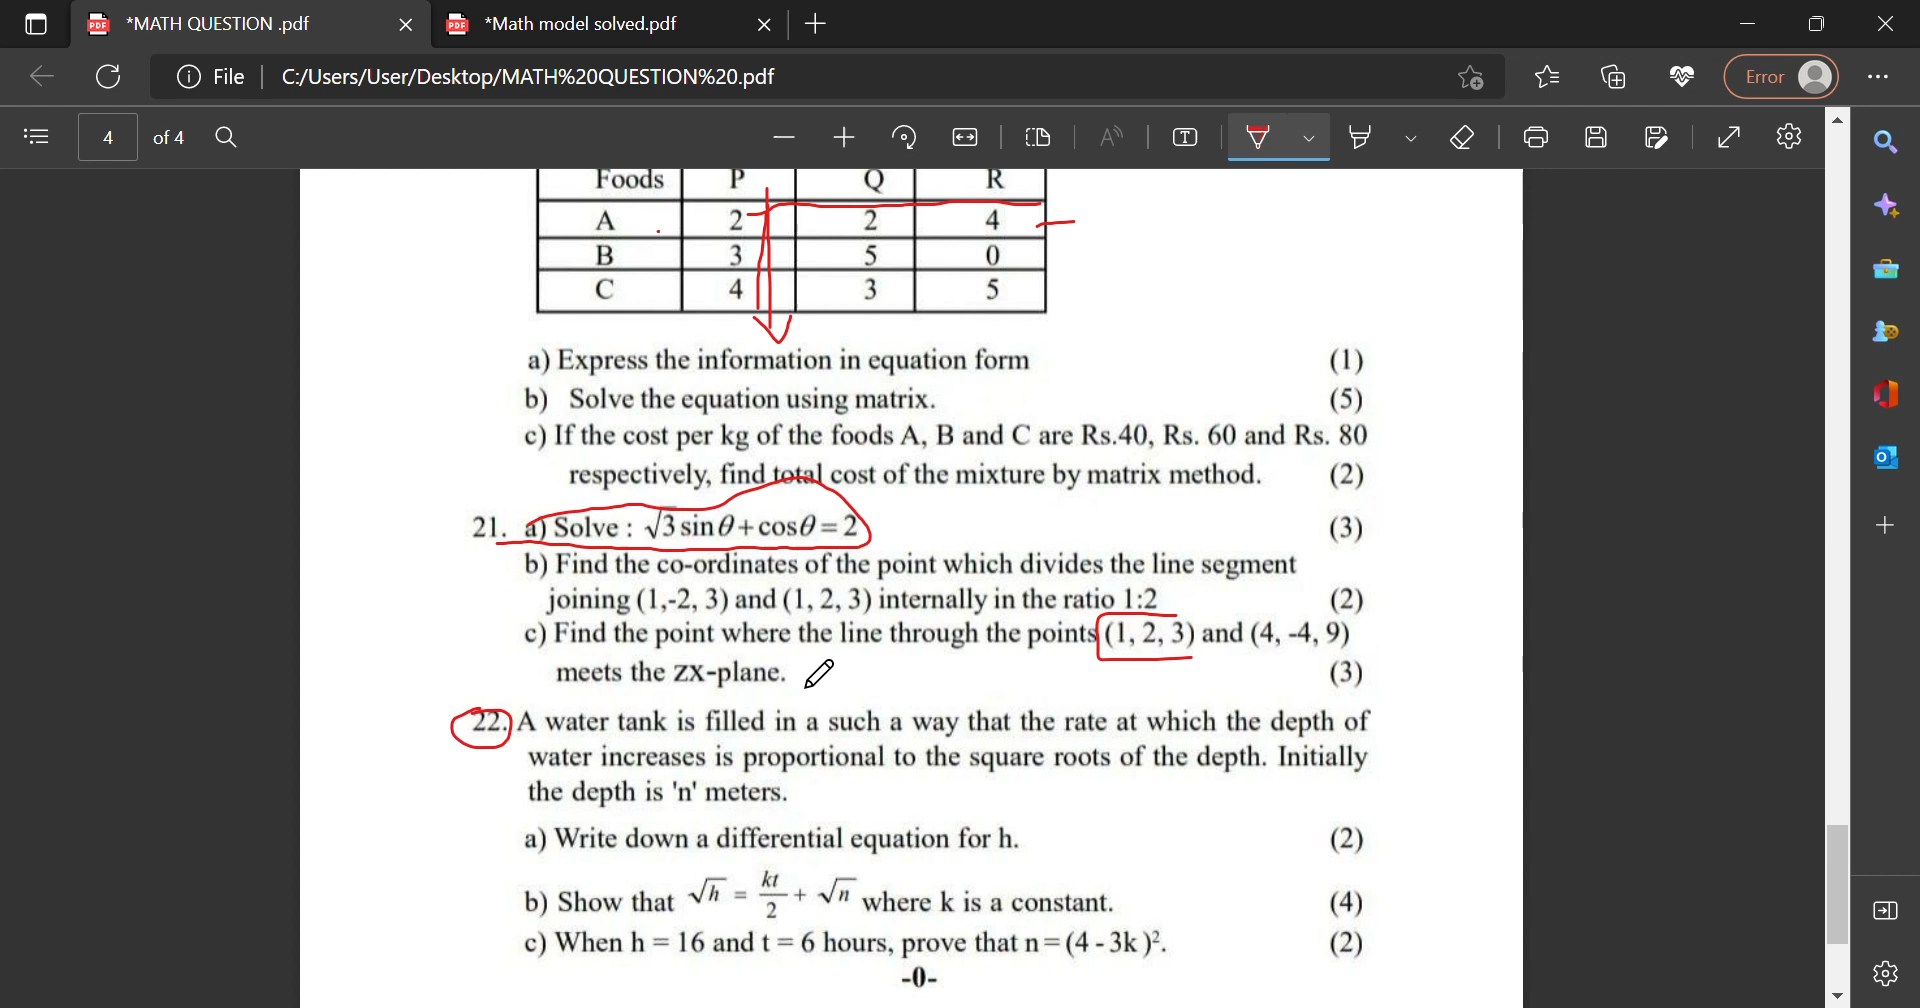 *MATH QUESTION .pdf
*Math model solved.pdf
File C:/Users/User/Desktop/MATH%20QUESTION%20.pdf
Error
4 of 4
Foods P Q R
A 2 2 4
B 3 5 0
C 4 3 5
a) Express the information in equation form (1)
b) Solve the equation using matrix. (5)
c) If the cost per kg of the foods A, B and C are Rs.40, Rs. 60 and Rs. 80
respectively, find total cost of the mixture by matrix method. (2)
21. a) Solve : √3 sinθ + cosθ = 2 (3)
b) Find the co-ordinates of the point which divides the line segment
joining (1,-2, 3) and (1, 2, 3) internally in the ratio 1:2 (2)
c) Find the point where the line through the points (1, 2, 3) and (4, -4, 9)
meets the ZX-plane. (3)
22. A water tank is filled in a such a way that the rate at which the depth of
water increases is proportional to the square roots of the depth. Initially
the depth is 'n' meters.
a) Write down a differential equation for h. (2)
b) Show that √h = kt/2 + √n where k is a constant. (4)
c) When h = 16 and t = 6 hours, prove that n = (4 - 3k )². (2)
-0-